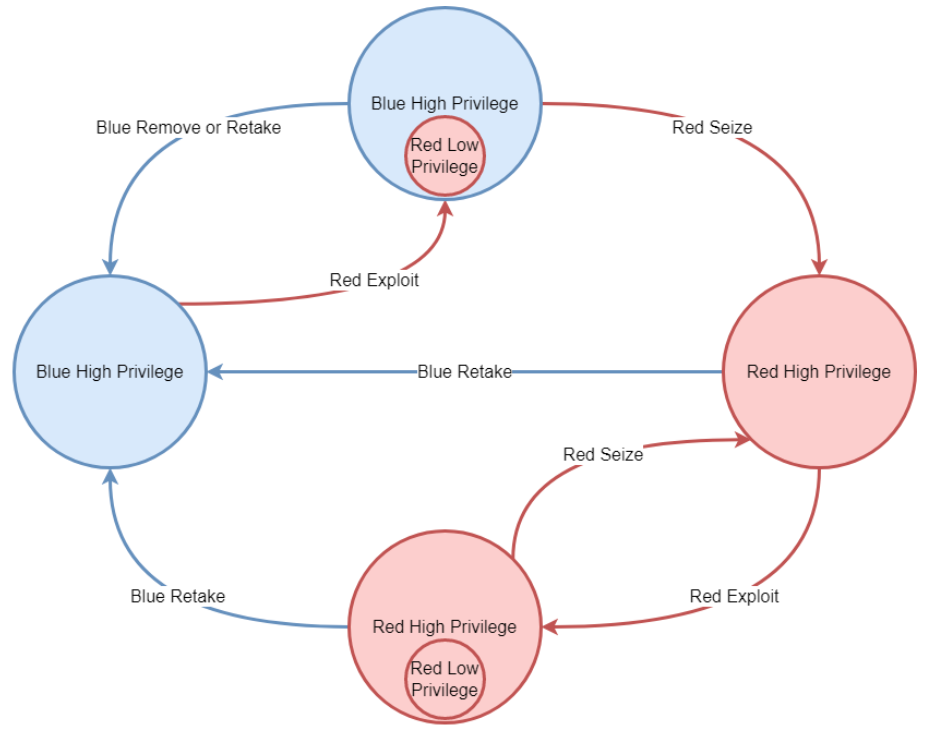 Blue High Privilege
Blue Remove or Retake
Red Seize
Red Low
Privilege
Red Exploit
Blue High Privilege
Blue Retake
Red High Privilege
Red Seize
Blue Retake
Red Exploit
Red High Privilege
Red Low
Privilege